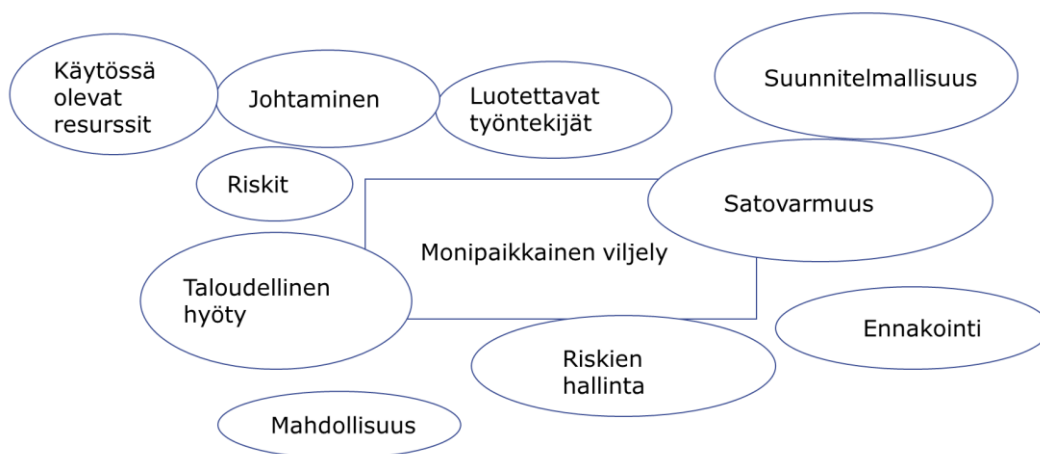 Käytössä
olevat
resurssit
Johtaminen
Luotettavat
työntekijät
Suunnitelmallisuus
Riskit
Satovarmuus
Monipaikkainen viljely
Taloudellinen
hyöty
Ennakointi
Riskien
hallinta
Mahdollisuus